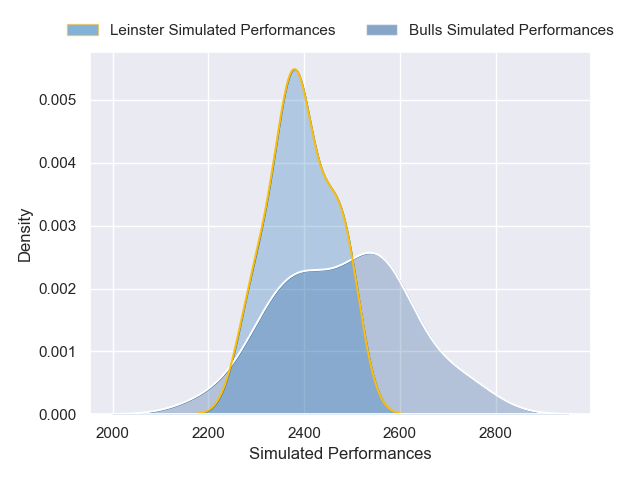 Leinster Simulated Performances Bulls Simulated Performances
0.005
0.004
0.003
0.002
0.001
0.000
Density
2000 2200 2400 2600 2800
Simulated Performances